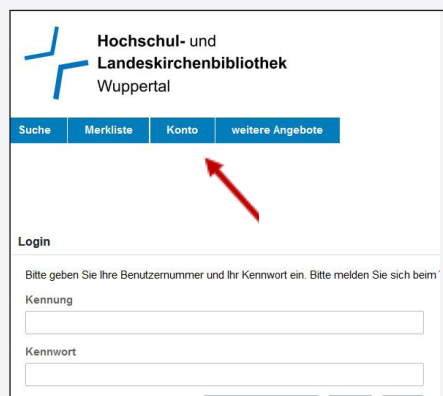 Hochschul- und
Landeskirchenbibliothek
Wuppertal
Suche Merkliste Konto weitere Angebote
Login
Bitte geben Sie Ihre Benutzernummer und Ihr Kennwort ein. Bitte melden Sie sich beim
Kennung
Kennwort